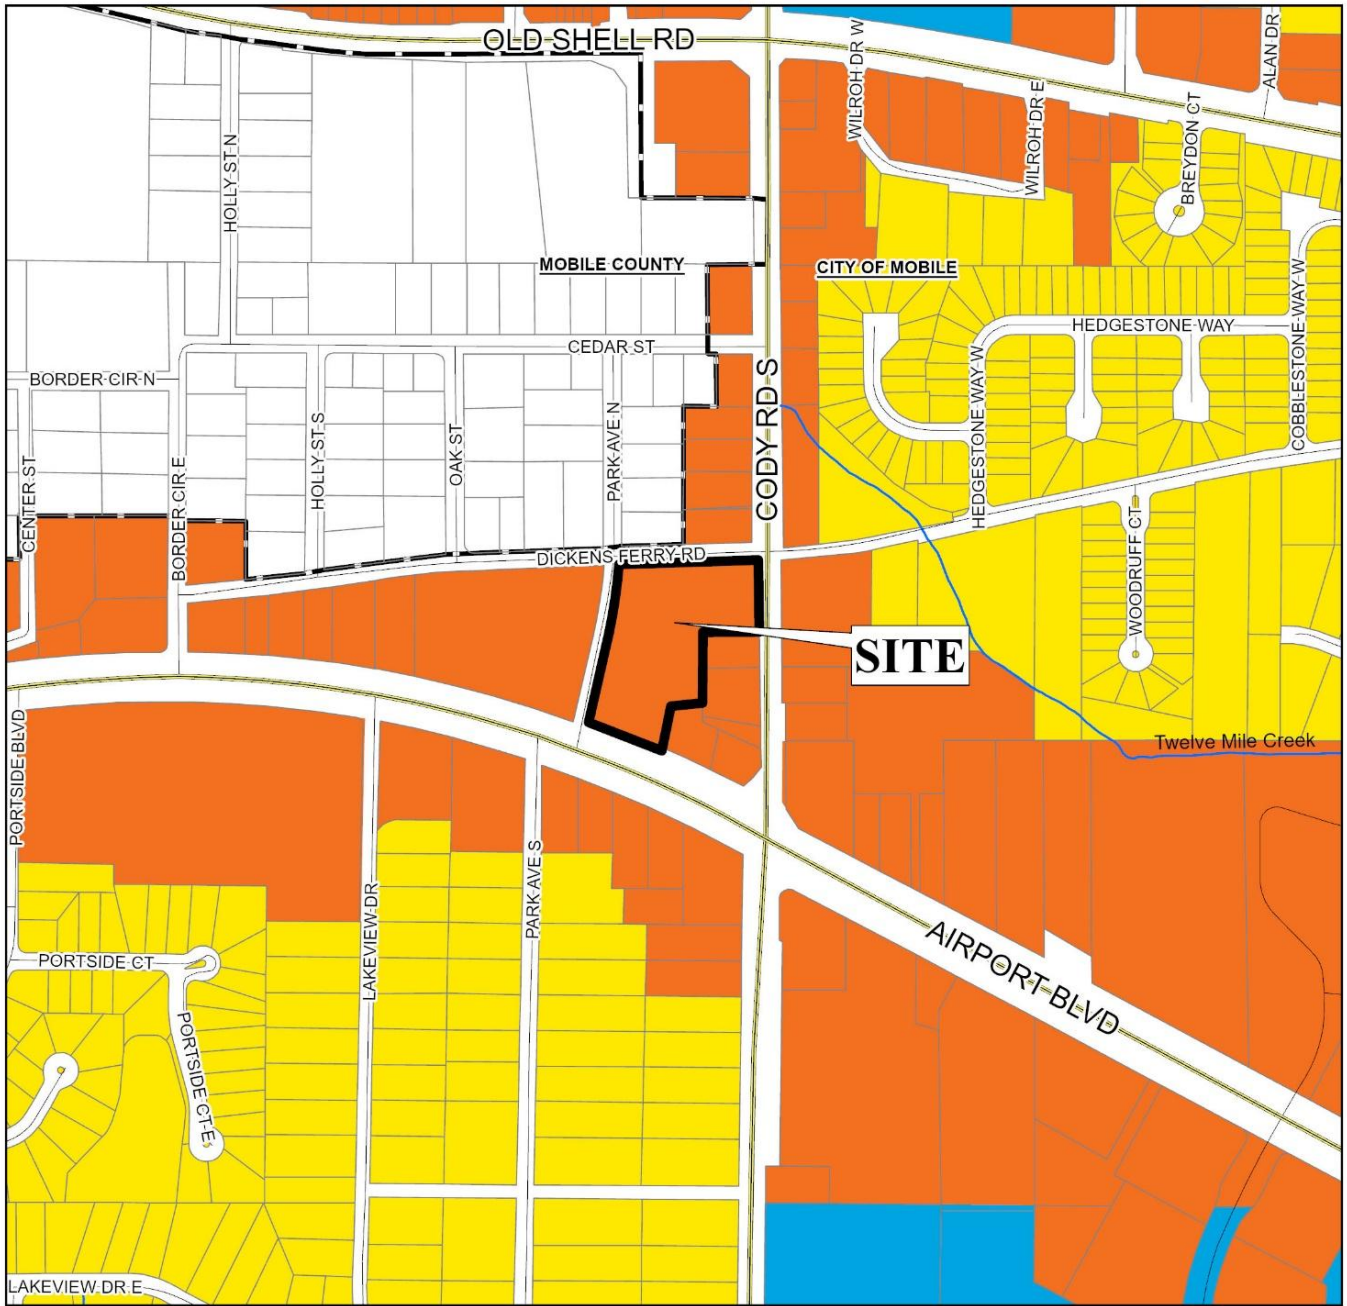 OLD SHELL RD
WILROH DR W
WILROH DR E
BREYDON CT
ALAN DR
HOLLY ST N
MOBILE COUNTY
CITY OF MOBILE
COBBLESTONE WAY W
HEDGESTONE WAY
CEDAR ST
BORDER CIR N
CODY RD S
HEDGESTONE WAY W
PARK AVE N
OAK ST
HOLLY ST S
BORDER CIR E
CENTER ST
DICKENS FERRY RD
WOODRUFF CT
SITE
Twelve Mile Creek
PORTSIDE BLVD
LAKEVIEW DR
PARK AVE S
AIRPORT BLVD
PORTSIDE CT
PORTSIDE CT E
LAKEVIEW DR E